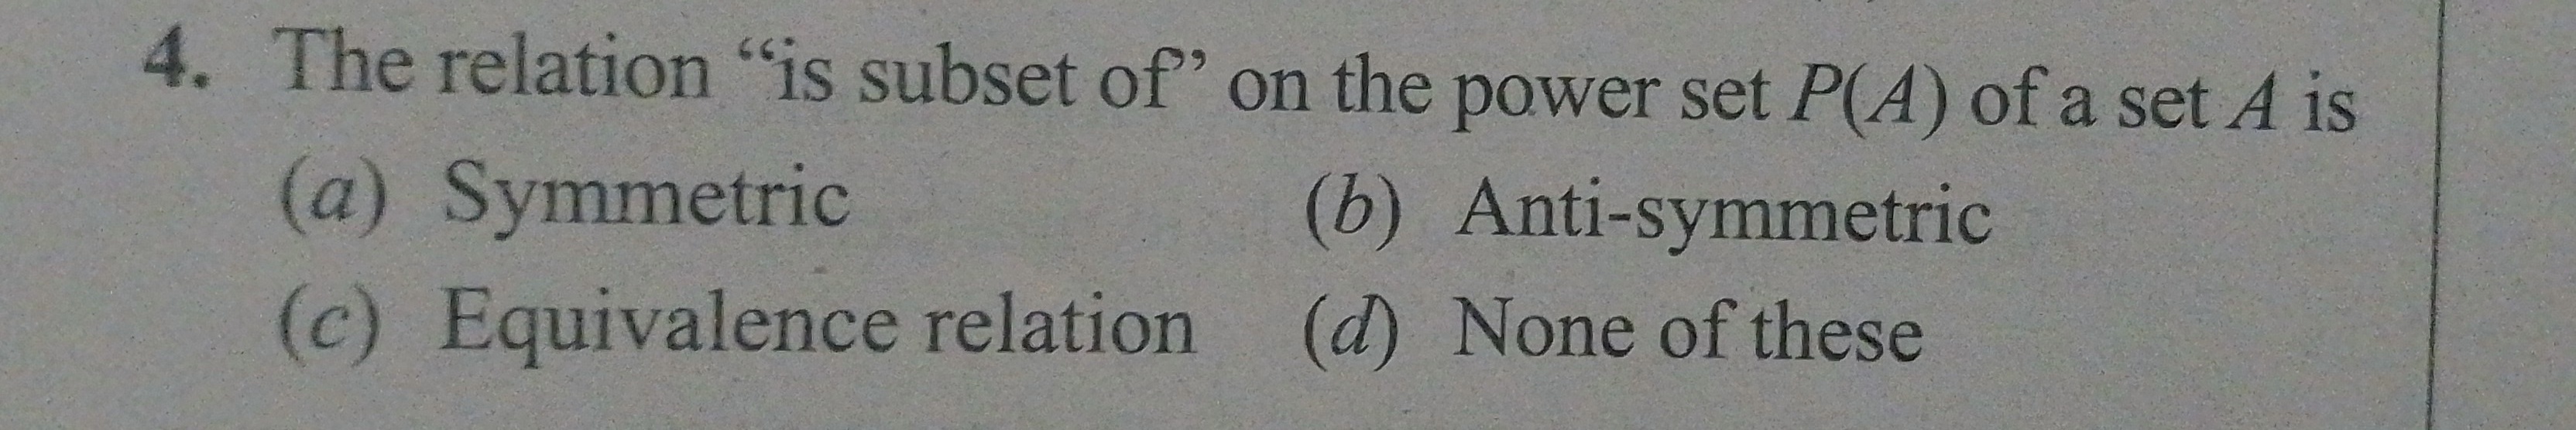 4. The relation “is subset of” on the power set P(A) of a set A is
(a) Symmetric (b) Anti-symmetric
(c) Equivalence relation (d) None of these